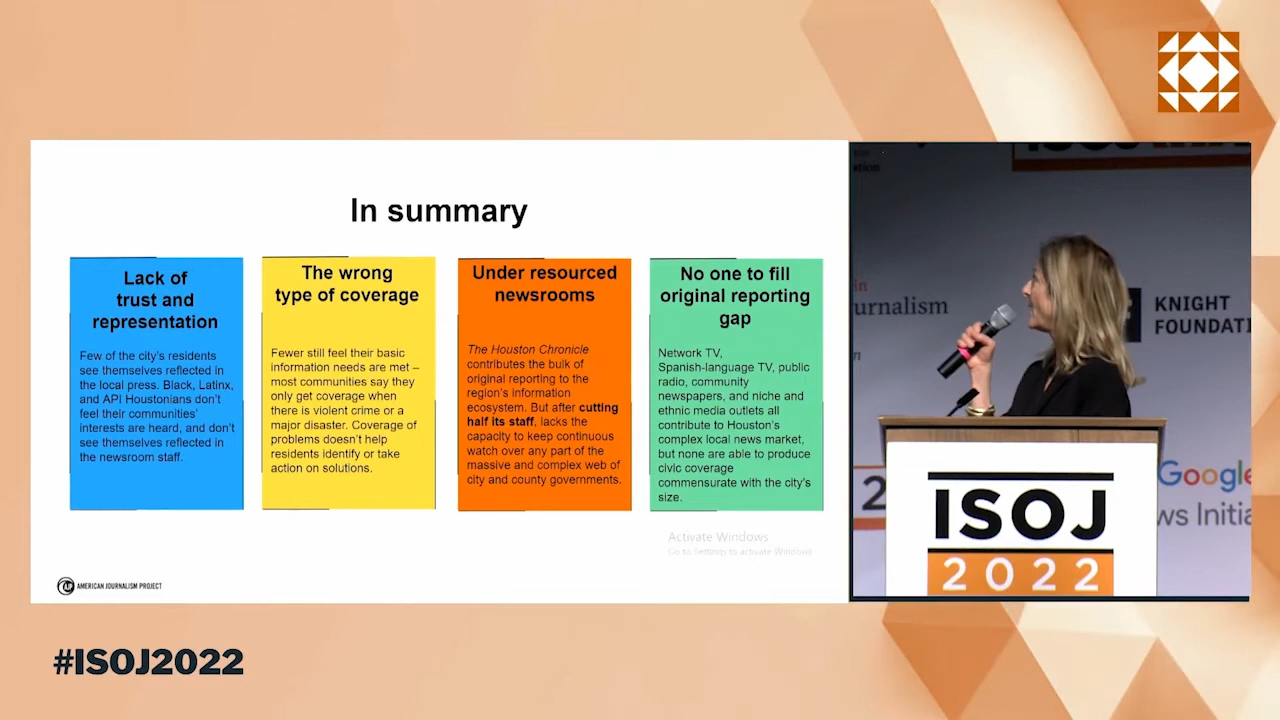 In summary
Lack of
trust and
representation
Few of the city's residents
see themselves reflected in
the local press. Black, Latinx,
and API Houstonians don't
feel their communities'
interests are heard, and don't
see themselves reflected in
the newsroom staff.
The wrong
type of coverage
Fewer still feel their basic
information needs are met –
most communities say they
only get coverage when
there is violent crime or a
major disaster. Coverage of
problems doesn't help
residents identify or take
action on solutions.
Under resourced
newsrooms
The Houston Chronicle
contributes the bulk of
original reporting to the
region's information
ecosystem. But after cutting
half its staff, lacks the
capacity to keep continuous
watch over any part of the
massive and complex web of
city and county governments.
No one to fill
original reporting
gap
Network TV,
Spanish-language TV, public
radio, community
newspapers, and niche and
ethnic media outlets all
contribute to Houston's
complex local news market,
but none are able to produce
civic coverage
commensurate with the city's
size.
Activate Windows
Go to Settings to activate Windows
AMERICAN JOURNALISM PROJECT
in
urnalism
KNIGHT
FOUNDATI
Google
ws Initia
2
ISOJ
2022
#ISOJ2022